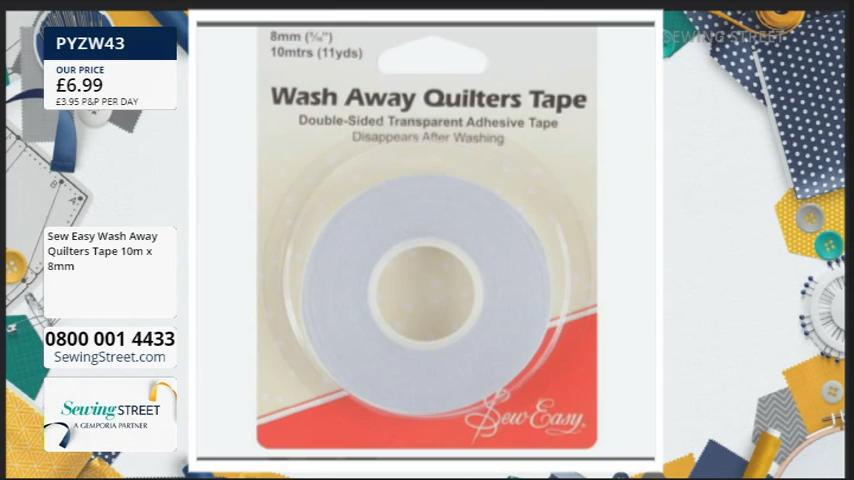 PYZW43
OUR PRICE
£6.99
£3.95 P&P PER DAY
Sew Easy Wash Away
Quilters Tape 10m x
8mm
0800 001 4433
SewingStreet.com
Sewing STREET
A GEMPORIA PARTNER
8mm (5/16")
10mtrs (11yds)
Wash Away Quilters Tape
Double-Sided Transparent Adhesive Tape
Disappears After Washing
Sew Easy
SEWING STREET